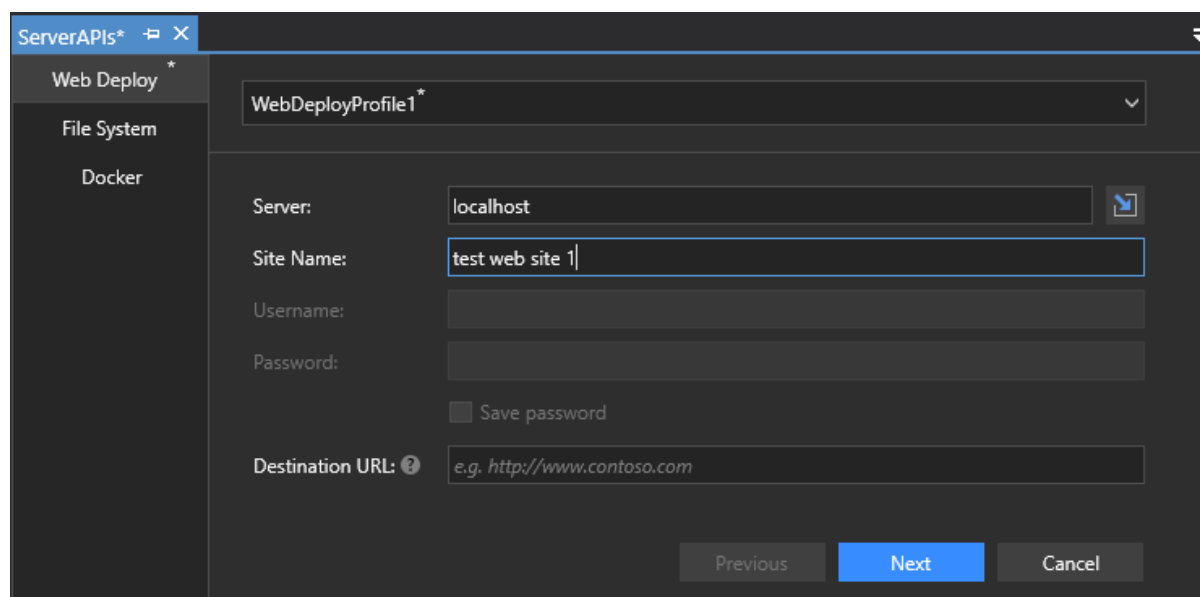 ServerAPIs*
Web Deploy *
File System
Docker
WebDeployProfile1*
Server: localhost
Site Name: test web site 1
Username:
Password:
Save password
Destination URL: ? e.g. http://www.contoso.com
Previous Next Cancel